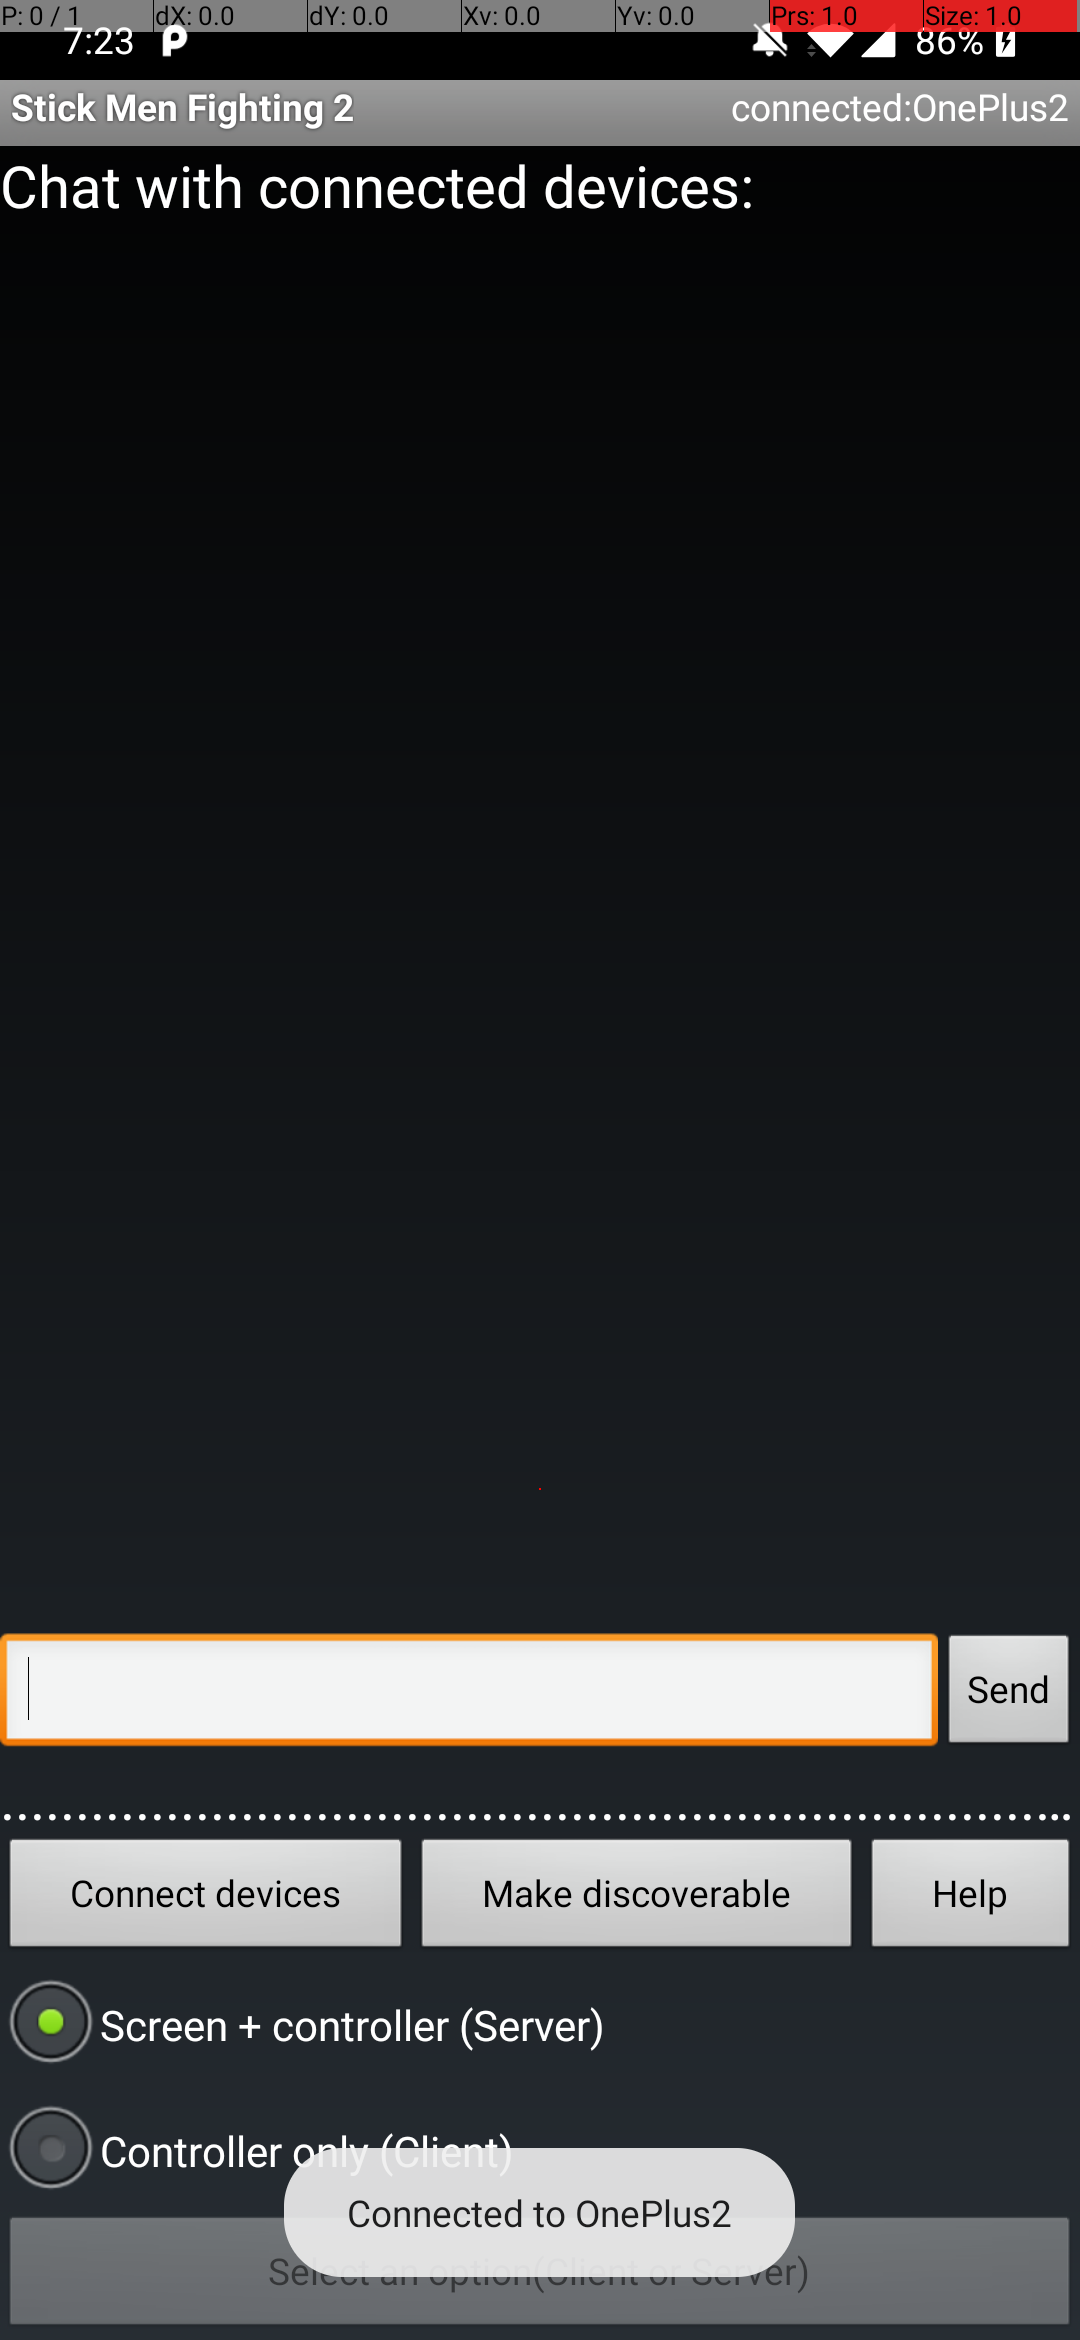 P: 0 / 1 dX: 0.0 dY: 0.0 Xv: 0.0 Yv: 0.0 Prs: 1.0 Size: 1.0
7:23 86%
Stick Men Fighting 2 connected:OnePlus2
Chat with connected devices:
Send
Connect devices Make discoverable Help
Screen + controller (Server)
Controller only (Client)
Connected to OnePlus2
Select an option(Client or Server)